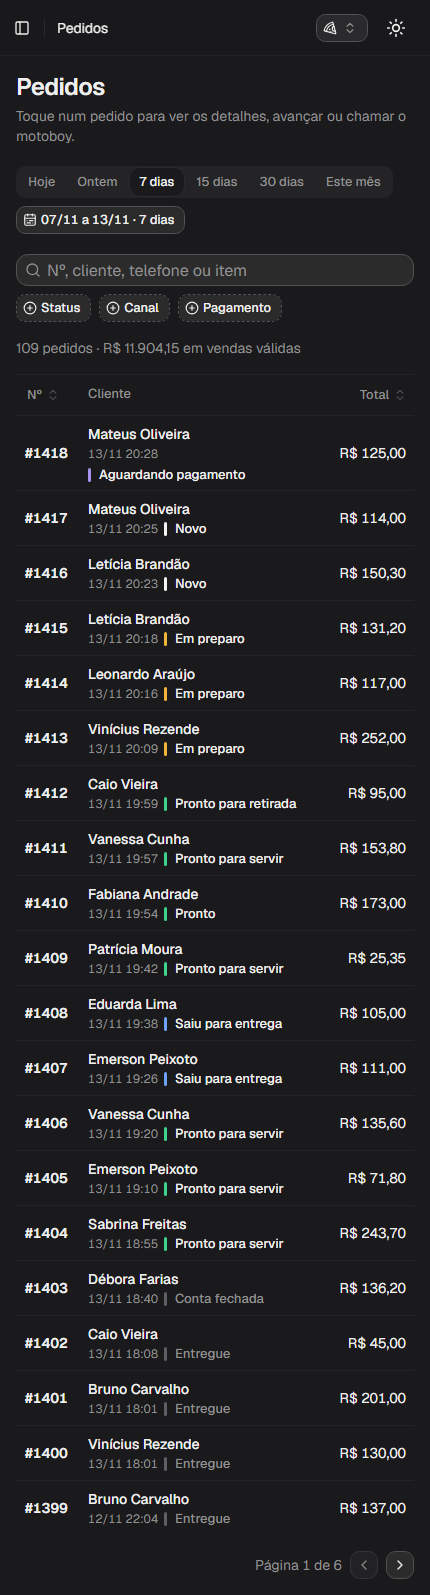 Pedidos
Pedidos
Toque num pedido para ver os detalhes, avançar ou chamar o
motoboy.
Hoje Ontem 7 dias 15 dias 30 dias Este mês
07/11 a 13/11 · 7 dias
Nº, cliente, telefone ou item
Status Canal Pagamento
109 pedidos · R$ 11.904,15 em vendas válidas
Nº Cliente Total
Mateus Oliveira
#1418 13/11 20:28 R$ 125,00
Aguardando pagamento
Mateus Oliveira
#1417 13/11 20:25 Novo R$ 114,00
Letícia Brandão
#1416 13/11 20:23 Novo R$ 150,30
Letícia Brandão
#1415 13/11 20:18 Em preparo R$ 131,20
Leonardo Araújo
#1414 13/11 20:16 Em preparo R$ 117,00
Vinícius Rezende
#1413 13/11 20:09 Em preparo R$ 252,00
Caio Vieira
#1412 13/11 19:59 Pronto para retirada R$ 95,00
Vanessa Cunha
#1411 13/11 19:57 Pronto para servir R$ 153,80
Fabiana Andrade
#1410 13/11 19:54 Pronto R$ 173,00
Patrícia Moura
#1409 13/11 19:42 Pronto para servir R$ 25,35
Eduarda Lima
#1408 13/11 19:38 Saiu para entrega R$ 105,00
Emerson Peixoto
#1407 13/11 19:26 Saiu para entrega R$ 111,00
Vanessa Cunha
#1406 13/11 19:20 Pronto para servir R$ 135,60
Emerson Peixoto
#1405 13/11 19:10 Pronto para servir R$ 71,80
Sabrina Freitas
#1404 13/11 18:55 Pronto para servir R$ 243,70
Débora Farias
#1403 13/11 18:40 Conta fechada R$ 136,20
Caio Vieira
#1402 13/11 18:08 Entregue R$ 45,00
Bruno Carvalho
#1401 13/11 18:01 Entregue R$ 201,00
Vinícius Rezende
#1400 13/11 18:01 Entregue R$ 130,00
Bruno Carvalho
#1399 12/11 22:04 Entregue R$ 137,00
Página 1 de 6